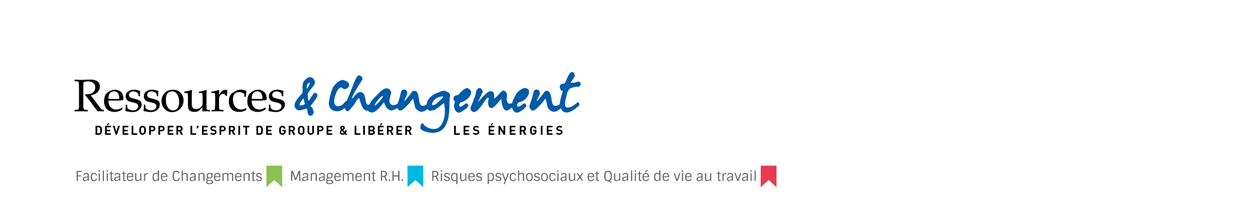 Ressources & Changement
DÉVELOPPER L'ESPRIT DE GROUPE & LIBÉRER LES ÉNERGIES
Facilitateur de Changements Management R.H. Risques psychosociaux et Qualité de vie au travail